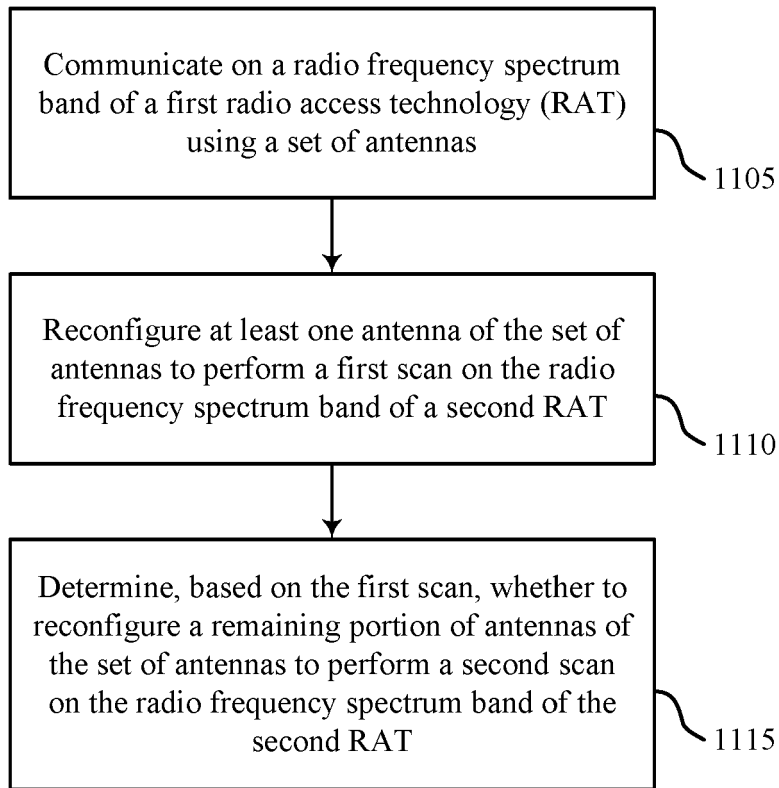 Communicate on a radio frequency spectrum
band of a first radio access technology (RAT)
using a set of antennas
1105
Reconfigure at least one antenna of the set of
antennas to perform a first scan on the radio
frequency spectrum band of a second RAT
1110
Determine, based on the first scan, whether to
reconfigure a remaining portion of antennas of
the set of antennas to perform a second scan
on the radio frequency spectrum band of the
second RAT
1115